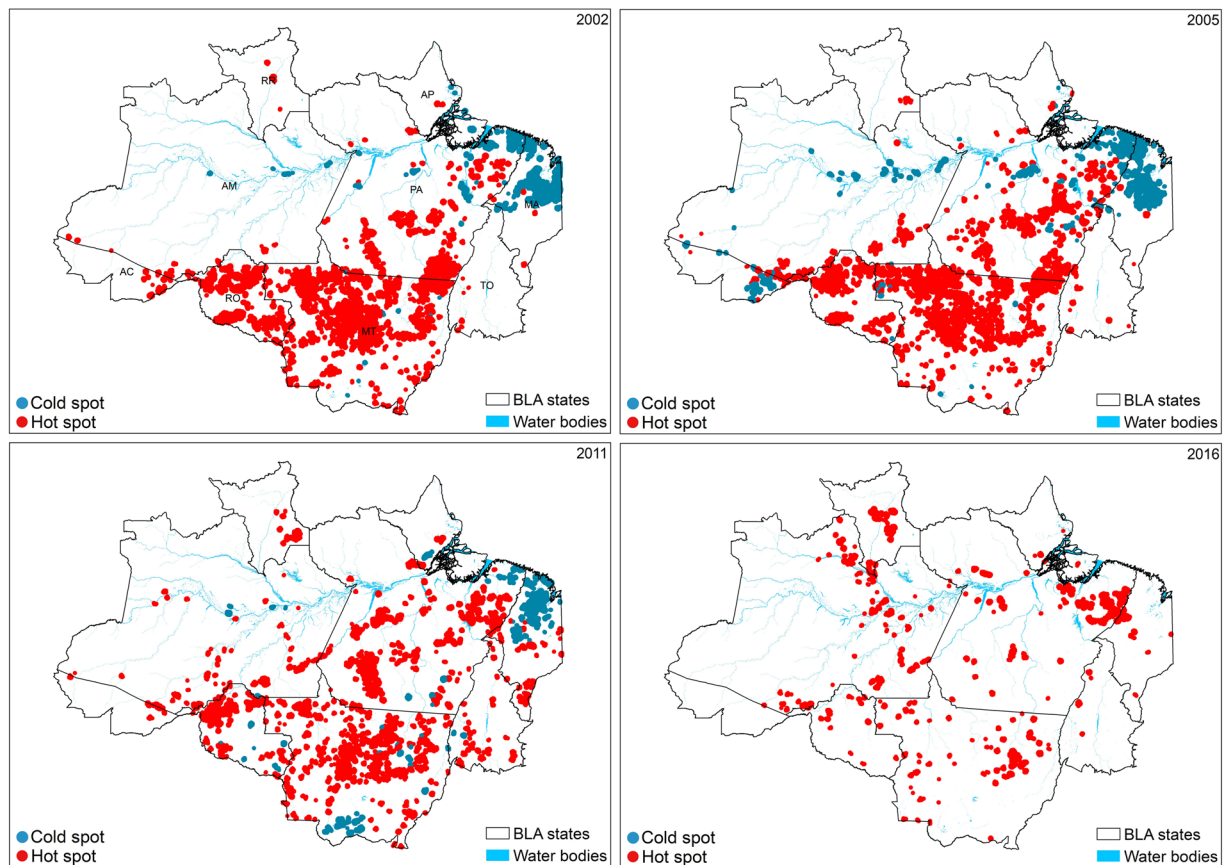 2002
RR
AP
AM
PA
MA
AC
RO
TO
MT
Cold spot
Hot spot
BLA states
Water bodies
2005
Cold spot
Hot spot
BLA states
Water bodies
2011
Cold spot
Hot spot
BLA states
Water bodies
2016
Cold spot
Hot spot
BLA states
Water bodies